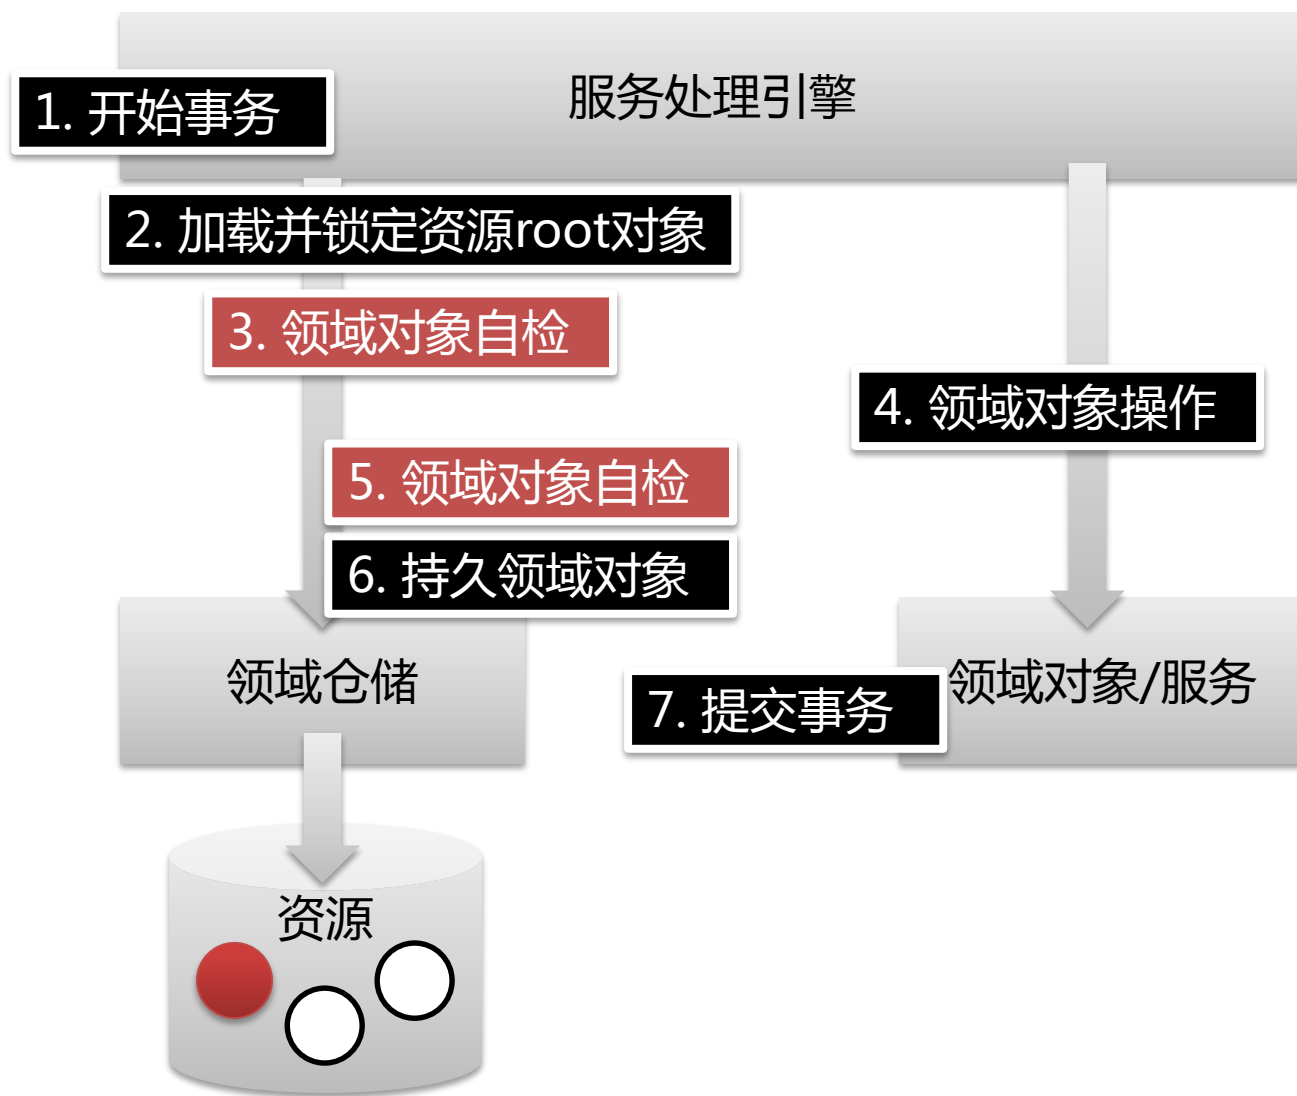 服务处理引擎
1. 开始事务
2. 加载并锁定资源root对象
3. 领域对象自检
4. 领域对象操作
5. 领域对象自检
6. 持久领域对象
领域仓储
领域对象/服务
7. 提交事务
资源